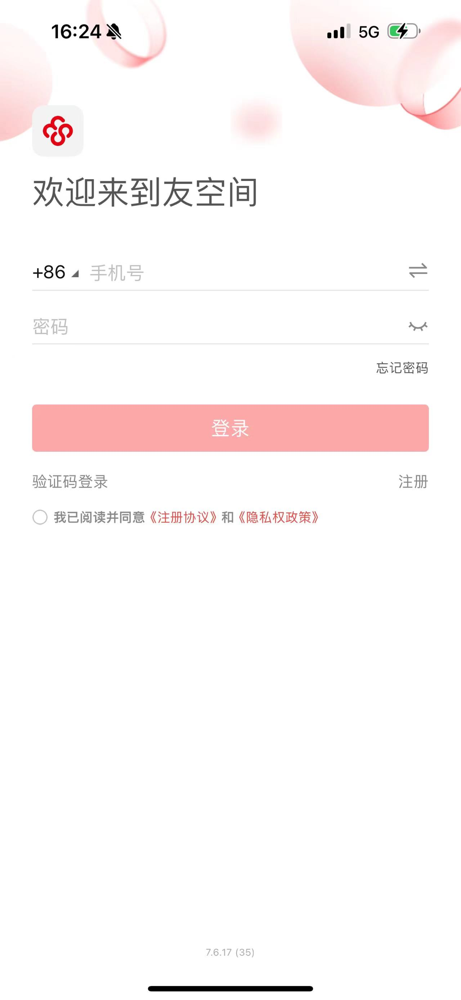 16:24 5G
欢迎来到友空间
+86 手机号
密码
忘记密码
登录
验证码登录 注册
我已阅读并同意《注册协议》和《隐私权政策》
7.6.17 (35)